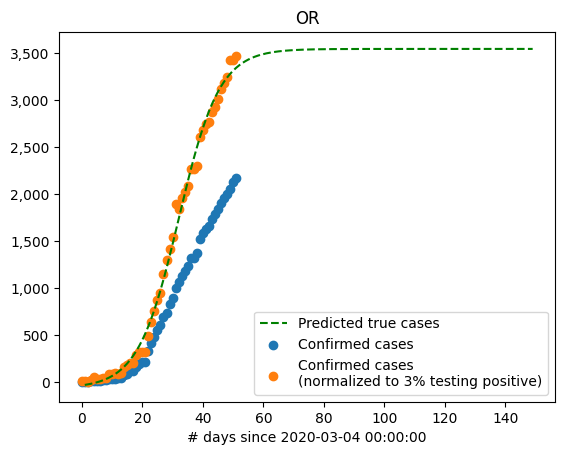 OR
3,500
3,000
2,500
2,000
1,500
1,000
500
0
Predicted true cases
Confirmed cases
Confirmed cases
(normalized to 3% testing positive)
0 20 40 60 80 100 120 140
# days since 2020-03-04 00:00:00